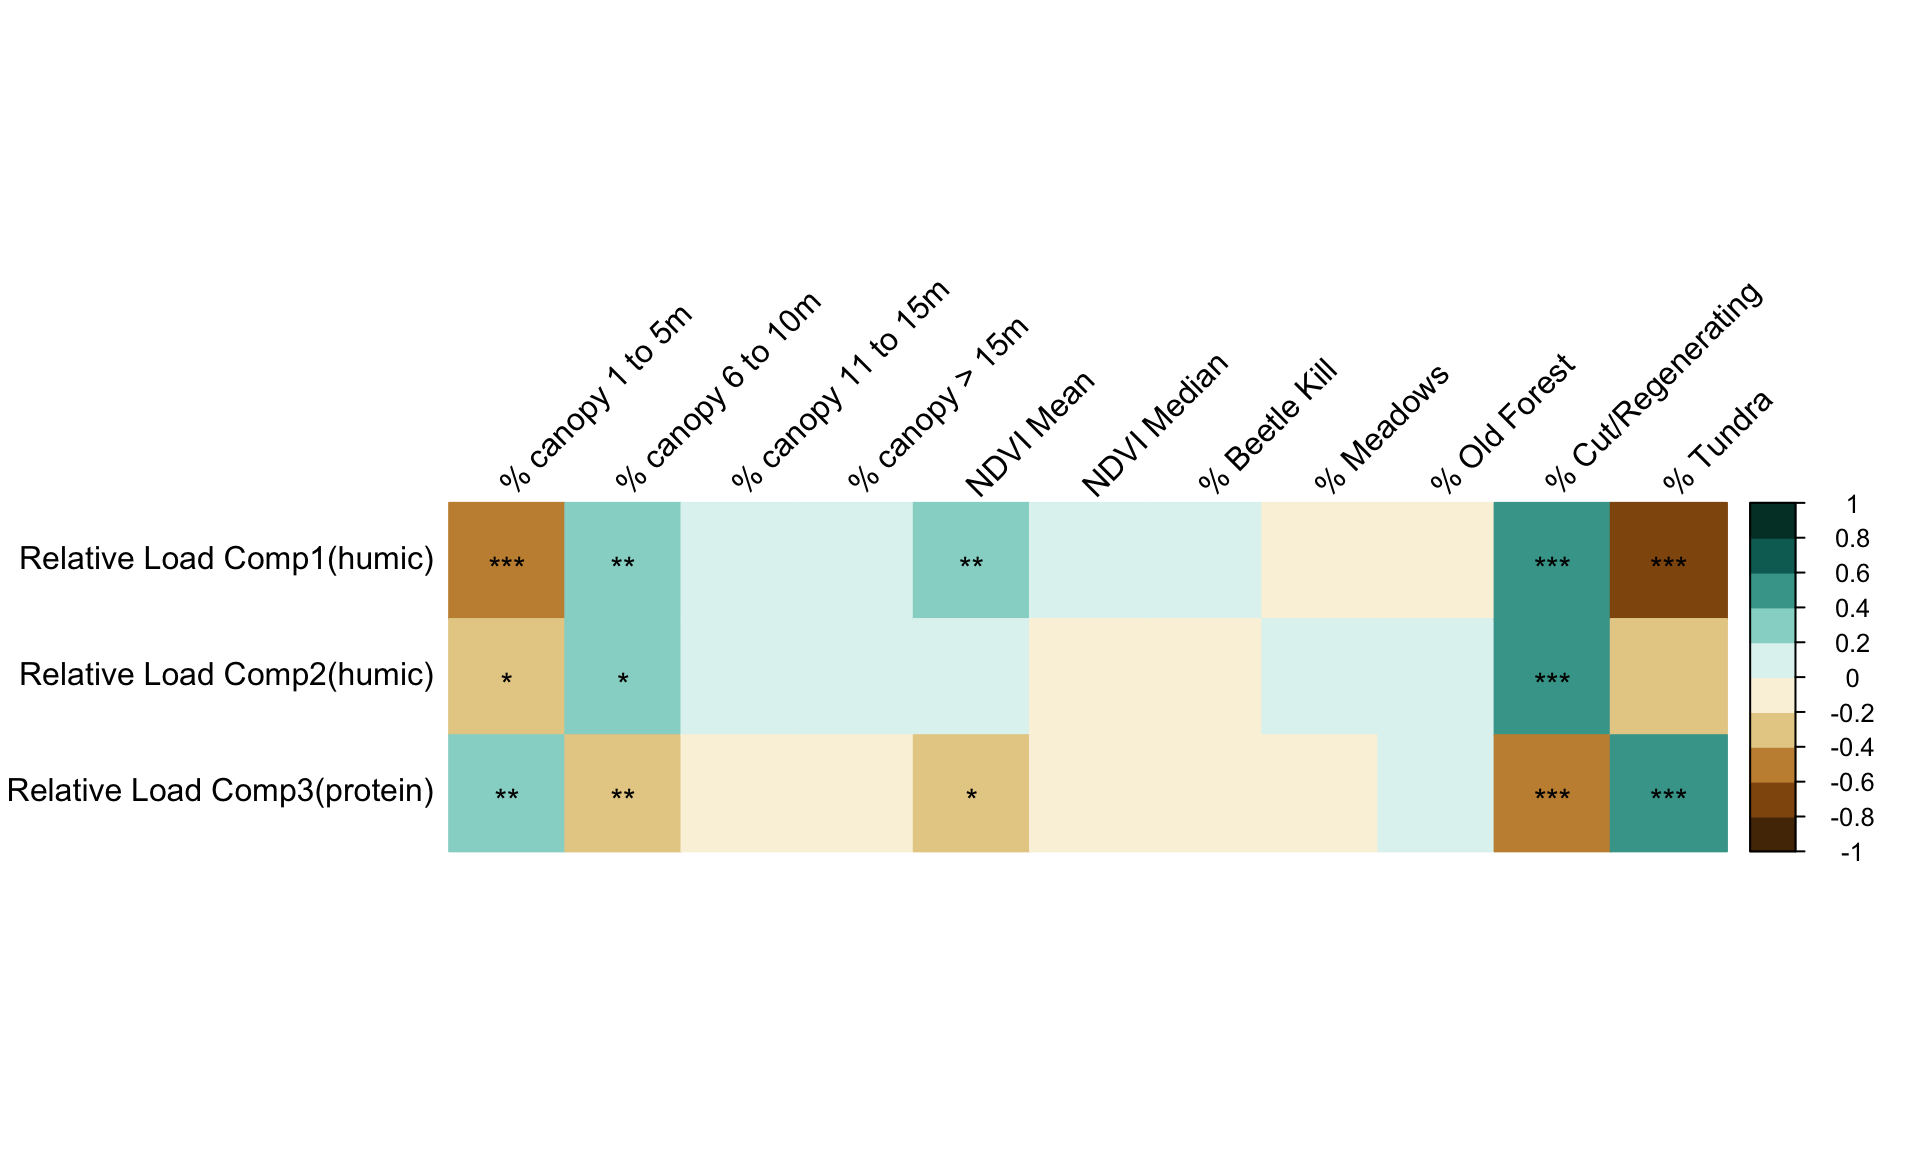 % canopy 1 to 5m
% canopy 6 to 10m
% canopy 11 to 15m
% canopy > 15m
NDVI Mean
NDVI Median
% Beetle Kill
% Meadows
% Old Forest
% Cut/Regenerating
% Tundra
Relative Load Comp1(humic)
*** ** ** *** ***
Relative Load Comp2(humic)
* * ***
Relative Load Comp3(protein)
** ** * *** ***
1
0.8
0.6
0.4
0.2
0
-0.2
-0.4
-0.6
-0.8
-1